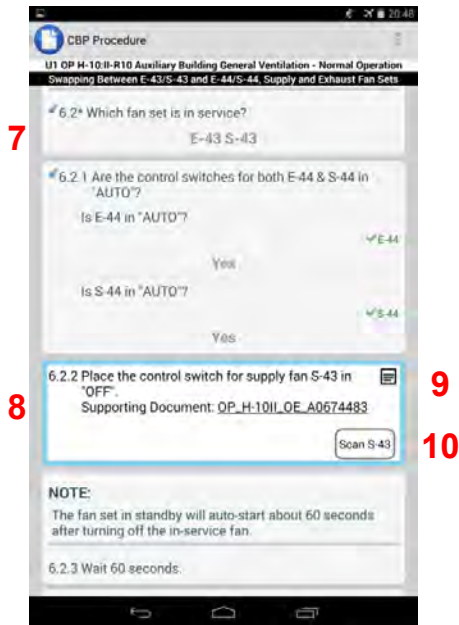 20:48
CBP Procedure
U1 OP H-10:II-R10 Auxiliary Building General Ventilation - Normal Operation
Swapping Between E-43/S-43 and E-44/S-44, Supply and Exhaust Fan Sets
7
6.2* Which fan set is in service?
E-43 S-43
6.2.1 Are the control switches for both E-44 & S-44 in
"AUTO"?
Is E-44 in "AUTO"?
E-44
Yes
Is S-44 in "AUTO"?
S-44
Yes
8
6.2.2 Place the control switch for supply fan S-43 in
"OFF".
9
Supporting Document: OP_H-10II_OE_A0674483
Scan S-43
10
NOTE:
The fan set in standby will auto-start about 60 seconds
after turning off the in-service fan.
6.2.3 Wait 60 seconds.